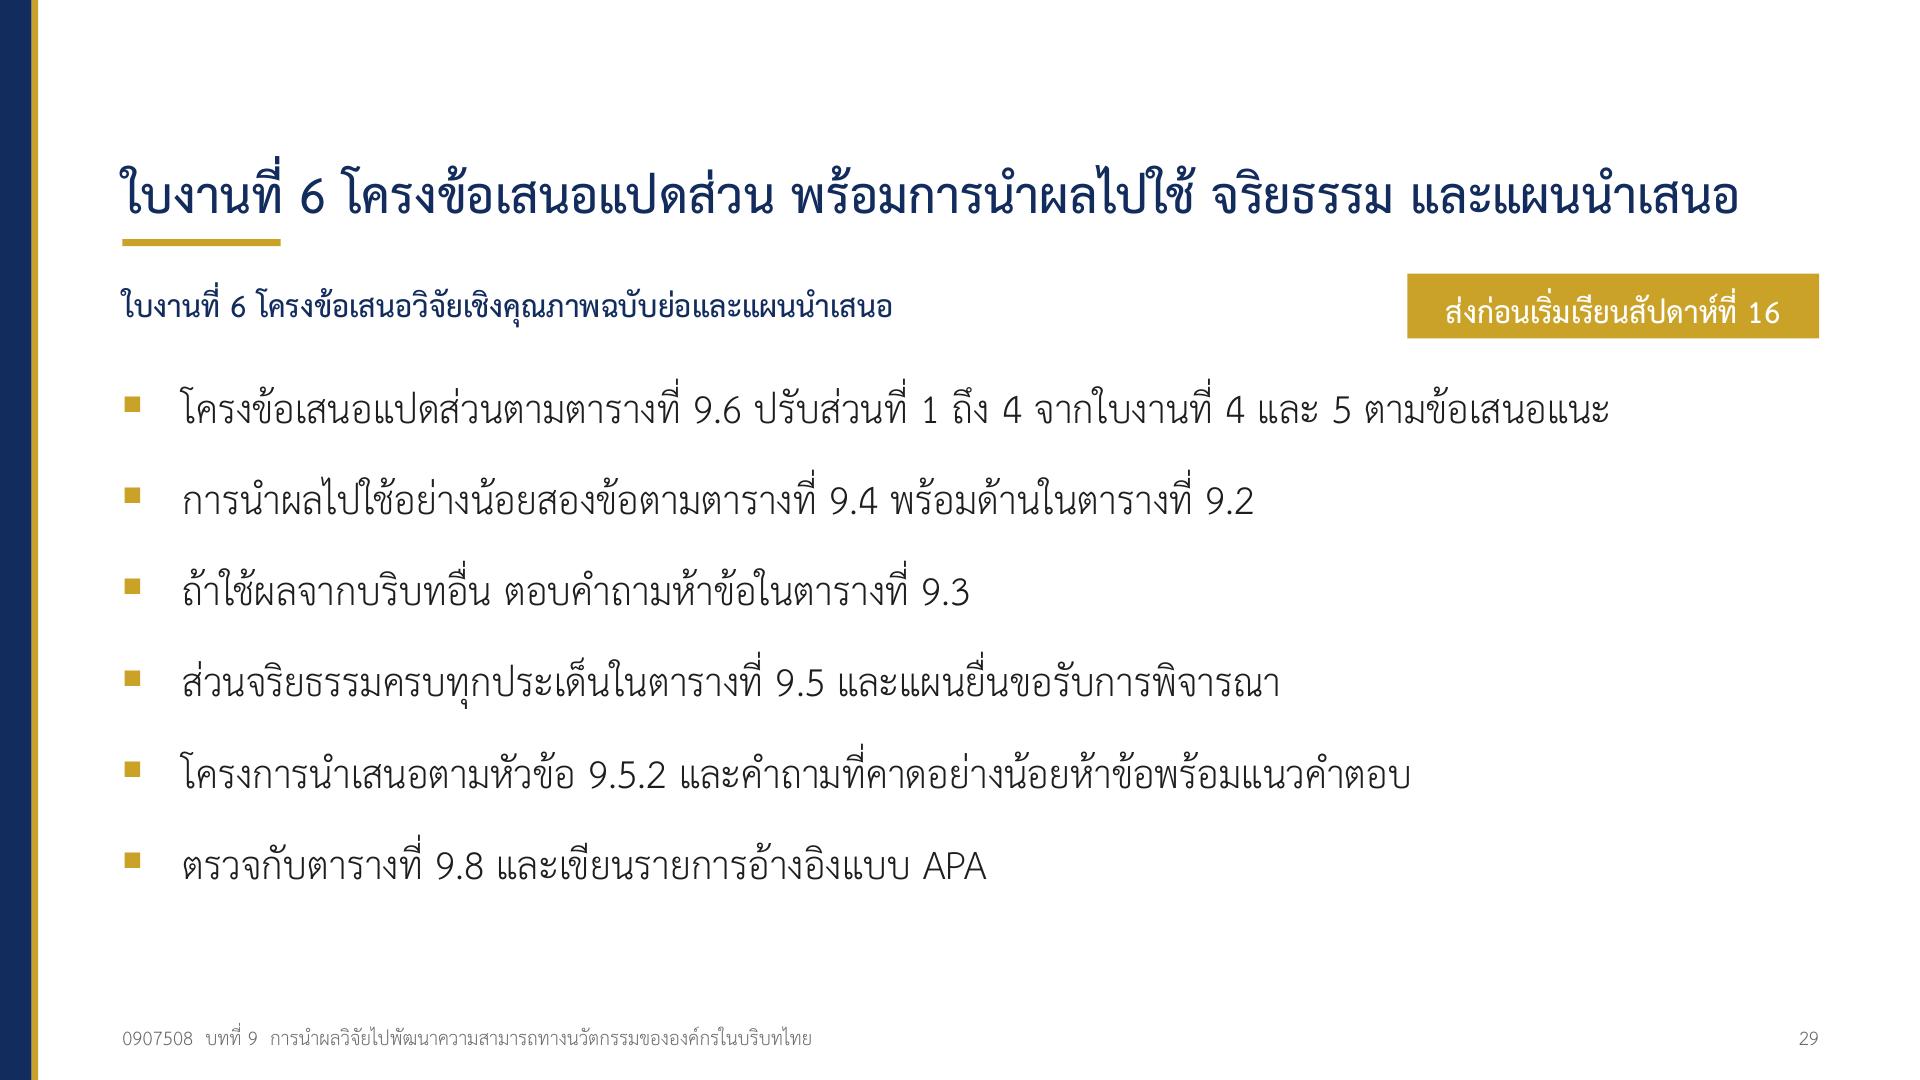 ใบงานที่ 6 โครงข้อเสนอแปดส่วน พร้อมการนำผลไปใช้ จริยธรรม และแผนนำเสนอ
ใบงานที่ 6 โครงข้อเสนอวิจัยเชิงคุณภาพฉบับย่อและแผนนำเสนอ
ส่งก่อนเริ่มเรียนสัปดาห์ที่ 16
▪ โครงข้อเสนอแปดส่วนตามตารางที่ 9.6 ปรับส่วนที่ 1 ถึง 4 จากใบงานที่ 4 และ 5 ตามข้อเสนอแนะ
▪ การนำผลไปใช้อย่างน้อยสองข้อตามตารางที่ 9.4 พร้อมด้านในตารางที่ 9.2
▪ ถ้าใช้ผลจากบริบทอื่น ตอบคำถามห้าข้อในตารางที่ 9.3
▪ ส่วนจริยธรรมครบทุกประเด็นในตารางที่ 9.5 และแผนยื่นขอรับการพิจารณา
▪ โครงการนำเสนอตามหัวข้อ 9.5.2 และคำถามที่คาดอย่างน้อยห้าข้อพร้อมแนวคำตอบ
▪ ตรวจกับตารางที่ 9.8 และเขียนรายการอ้างอิงแบบ APA
0907508 บทที่ 9 การนำผลวิจัยไปพัฒนาความสามารถทางนวัตกรรมขององค์กรในบริบทไทย
29